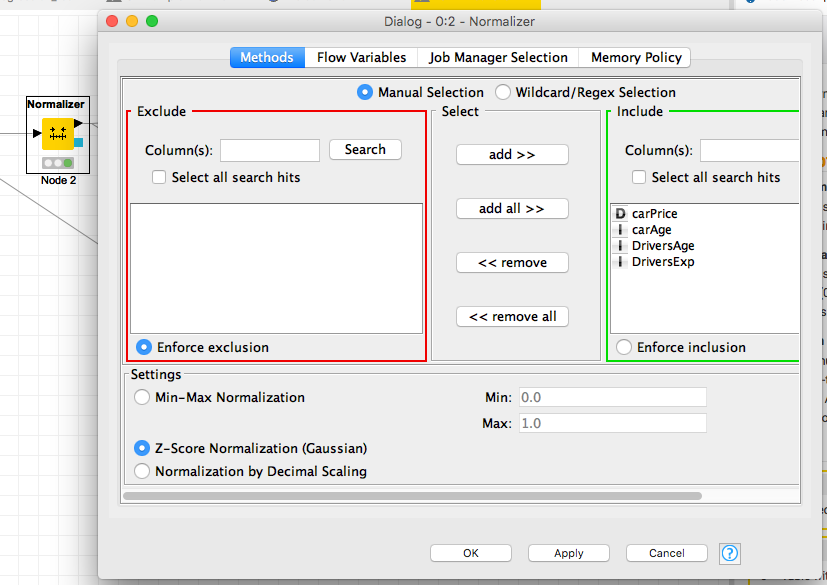 Dialog - 0:2 - Normalizer
Methods Flow Variables Job Manager Selection Memory Policy
Manual Selection Wildcard/Regex Selection
Normalizer
Node 2
Exclude
Column(s): Search
Select all search hits
Enforce exclusion
Select
add >>
add all >>
<< remove
<< remove all
Include
Column(s):
Select all search hits
D carPrice
I carAge
I DriversAge
I DriversExp
Enforce inclusion
Settings
Min-Max Normalization
Min: 0.0
Max: 1.0
Z-Score Normalization (Gaussian)
Normalization by Decimal Scaling
OK Apply Cancel ?